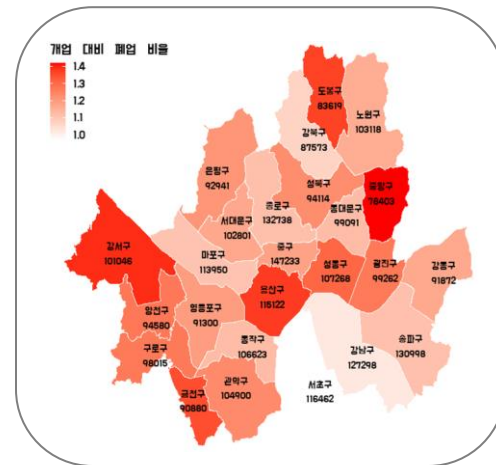 개업 대비 폐업 비율
1.4
1.3
1.2
1.1
1.0
도봉구
83619
노원구
103118
강북구
87573
은평구
92941
성북구
94114
중랑구
78403
종로구
132738
동대문구
99091
서대문구
102801
강서구
101046
마포구
113950
중구
147233
성동구
107268
광진구
99262
강동구
91872
용산구
115122
양천구
94580
영등포구
91300
동작구
106623
송파구
130998
구로구
98015
강남구
127298
관악구
104900
서초구
116462
금천구
90880